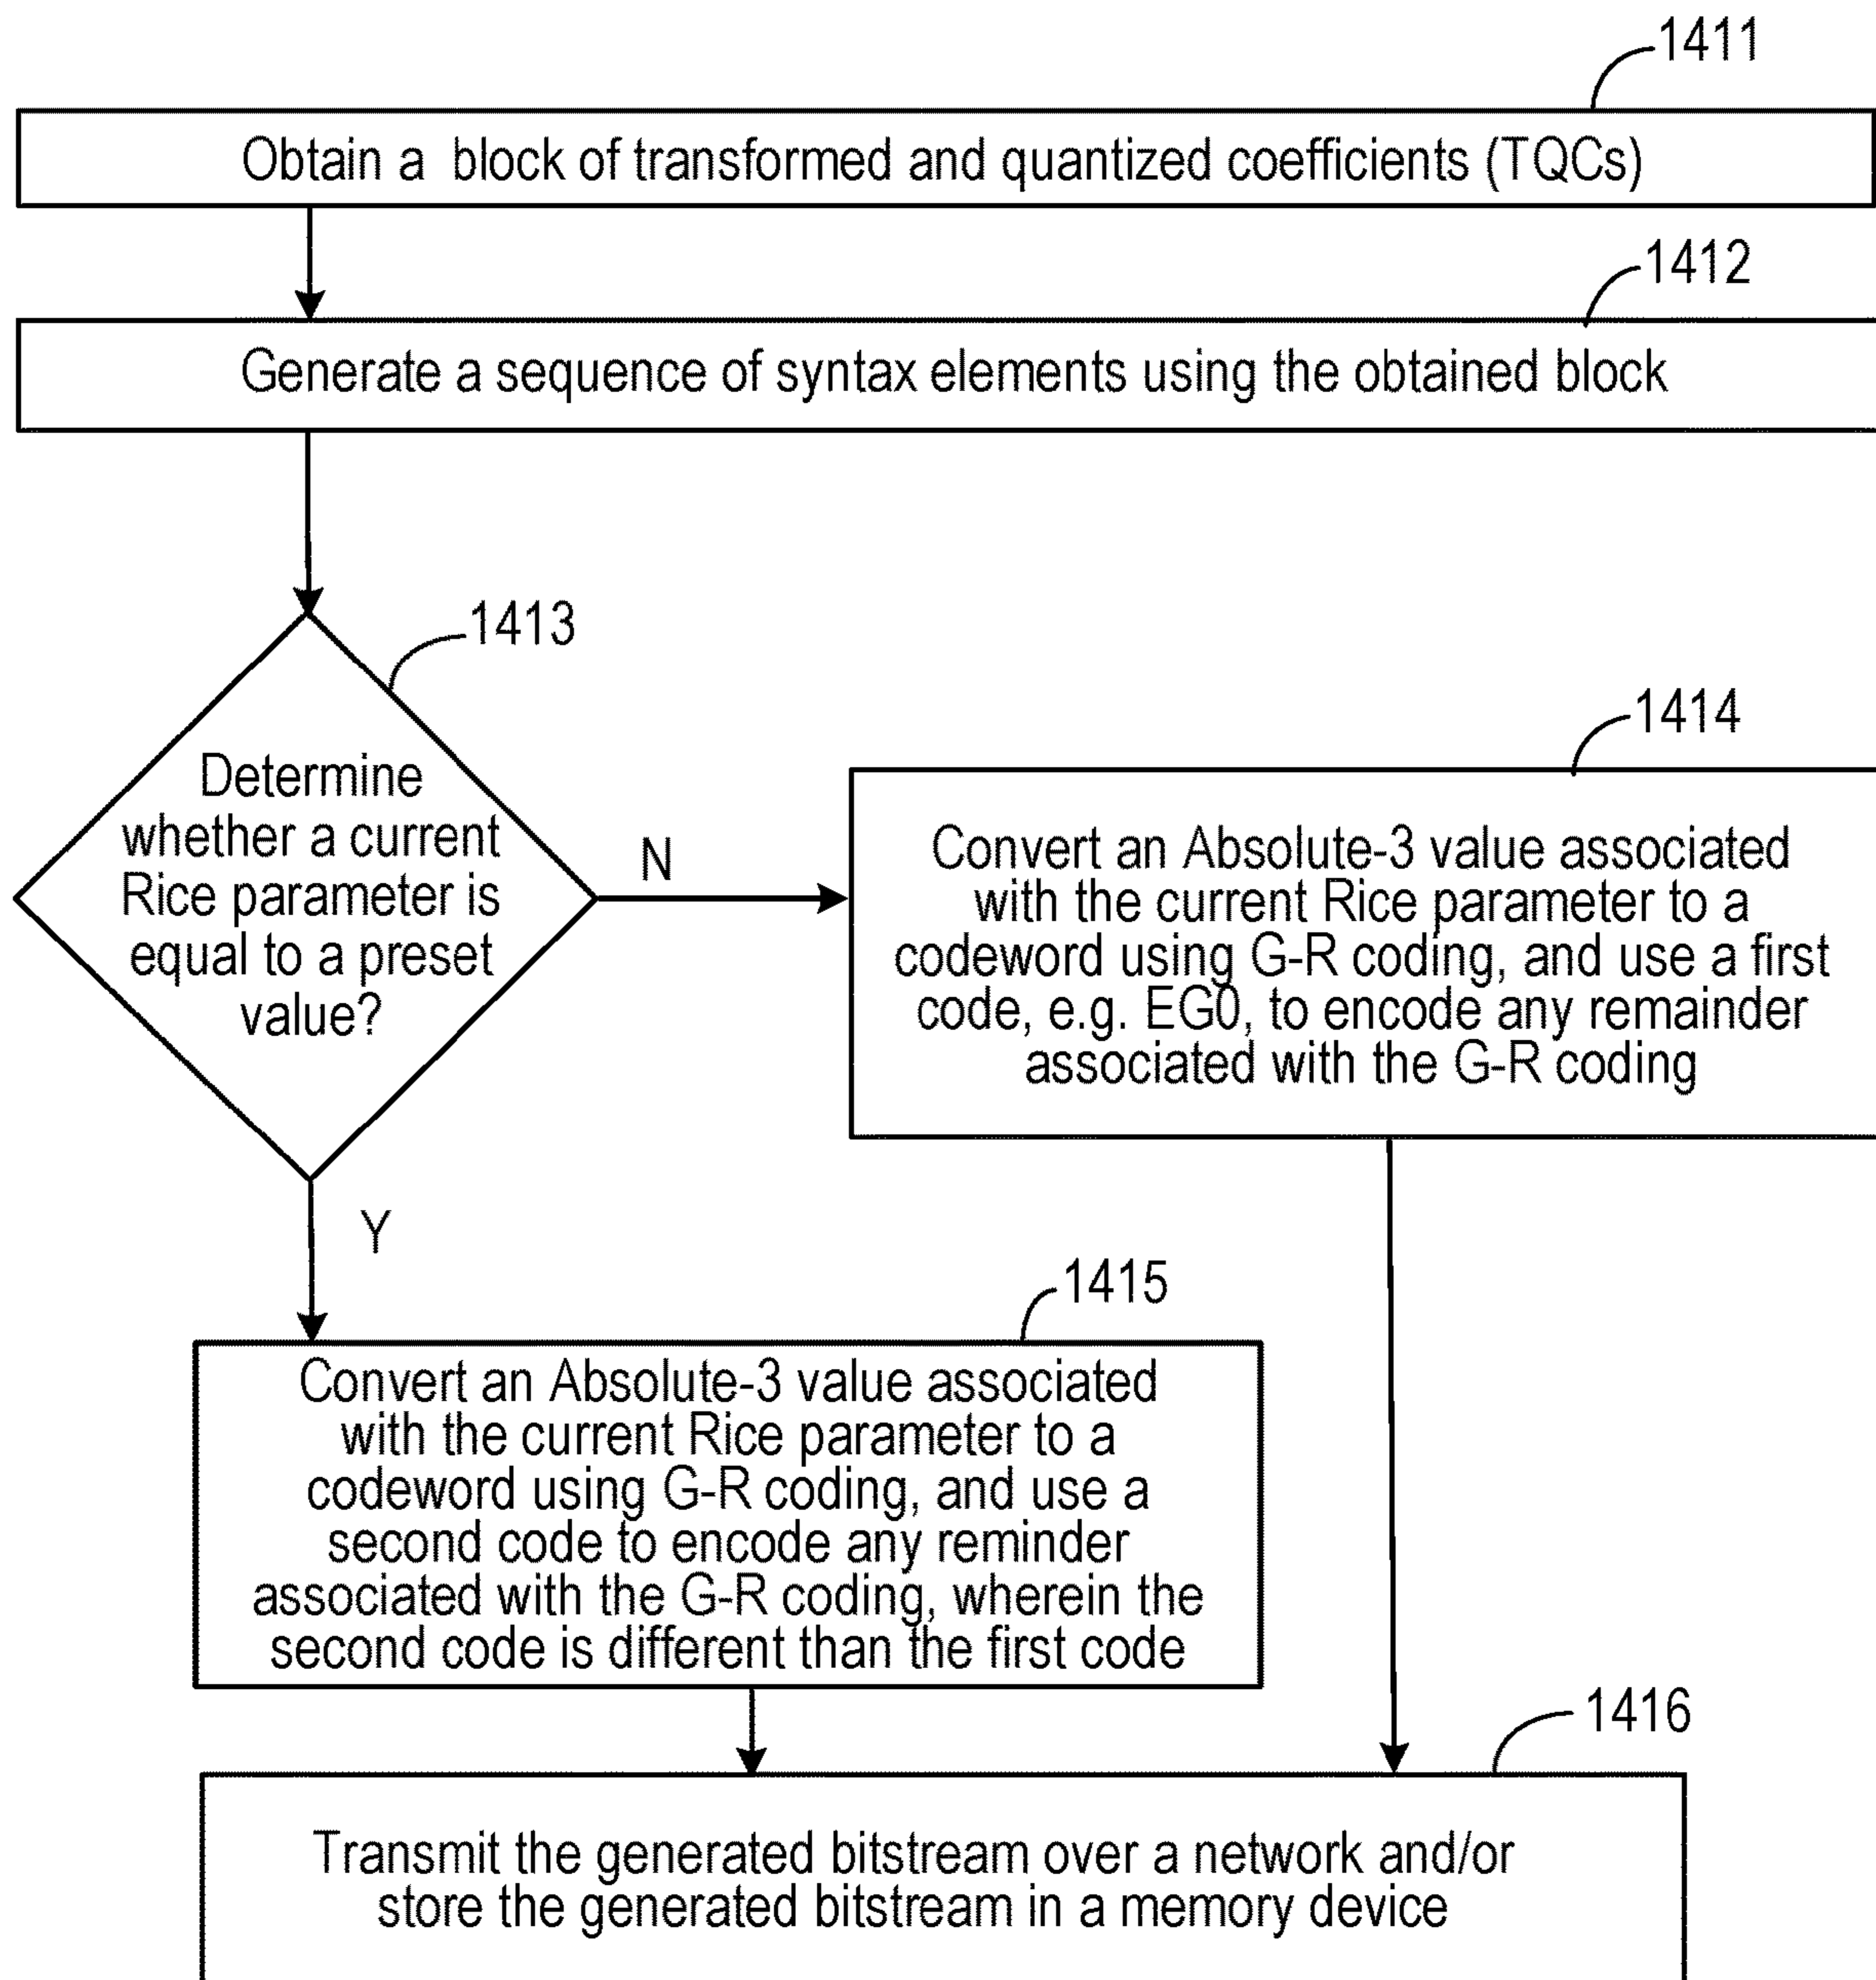 1411
Obtain a block of transformed and quantized coefficients (TQCs)
1412
Generate a sequence of syntax elements using the obtained block
1413
Determine
whether a current
Rice parameter is
equal to a preset
value?
N
1414
Convert an Absolute-3 value associated
with the current Rice parameter to a
codeword using G-R coding, and use a first
code, e.g. EG0, to encode any remainder
associated with the G-R coding
Y
1415
Convert an Absolute-3 value associated
with the current Rice parameter to a
codeword using G-R coding, and use a
second code to encode any reminder
associated with the G-R coding, wherein the
second code is different than the first code
1416
Transmit the generated bitstream over a network and/or
store the generated bitstream in a memory device